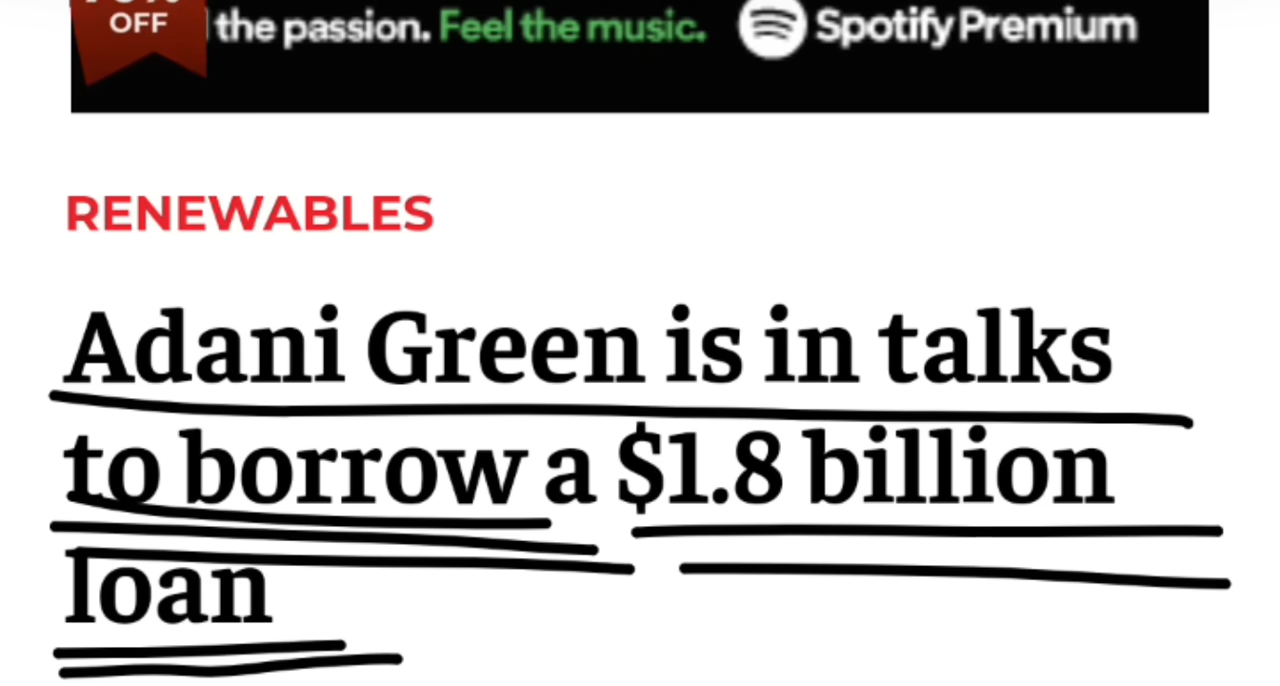 OFF
the passion. Feel the music. Spotify Premium
RENEWABLES
Adani Green is in talks
to borrow a $1.8 billion
loan